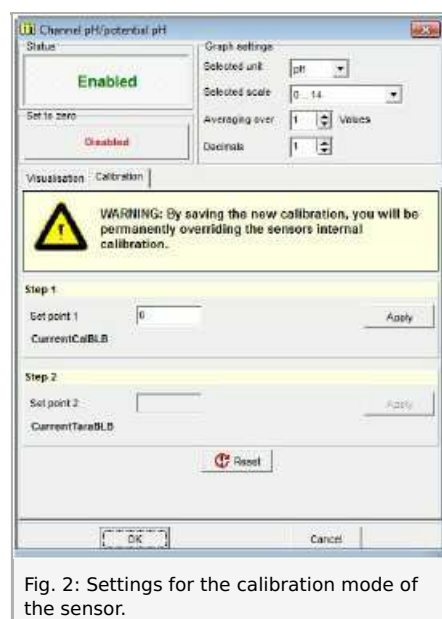 Channel pH/potential pH
Status
Enabled
Set to zero
Disabled
Graph settings
Selected unit pH
Selected scale 0 .. 14
Averaging over 1 Values
Decimals 1
Visualisation Calibration
WARNING: By saving the new calibration, you will be
permanently overriding the sensors internal
calibration.
Step 1
Set point 1 0 Apply
CurrentCalBLB
Step 2
Set point 2 Apply
CurrentTaraBLB
Reset
OK Cancel
Fig. 2: Settings for the calibration mode of
the sensor.